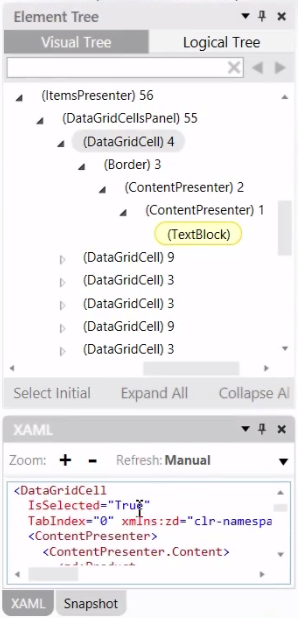 Element Tree
Visual Tree Logical Tree
(ItemsPresenter) 56
(DataGridCellsPanel) 55
(DataGridCell) 4
(Border) 3
(ContentPresenter) 2
(ContentPresenter) 1
(TextBlock)
(DataGridCell) 9
(DataGridCell) 3
(DataGridCell) 3
(DataGridCell) 9
(DataGridCell) 3
Select Initial Expand All Collapse Al
XAML
Zoom: + - Refresh: Manual
<DataGridCell
IsSelected="True"
TabIndex="0" xmlns:zd="clr-namespa
<ContentPresenter>
<ContentPresenter.Content>
<zd:Product
XAML Snapshot